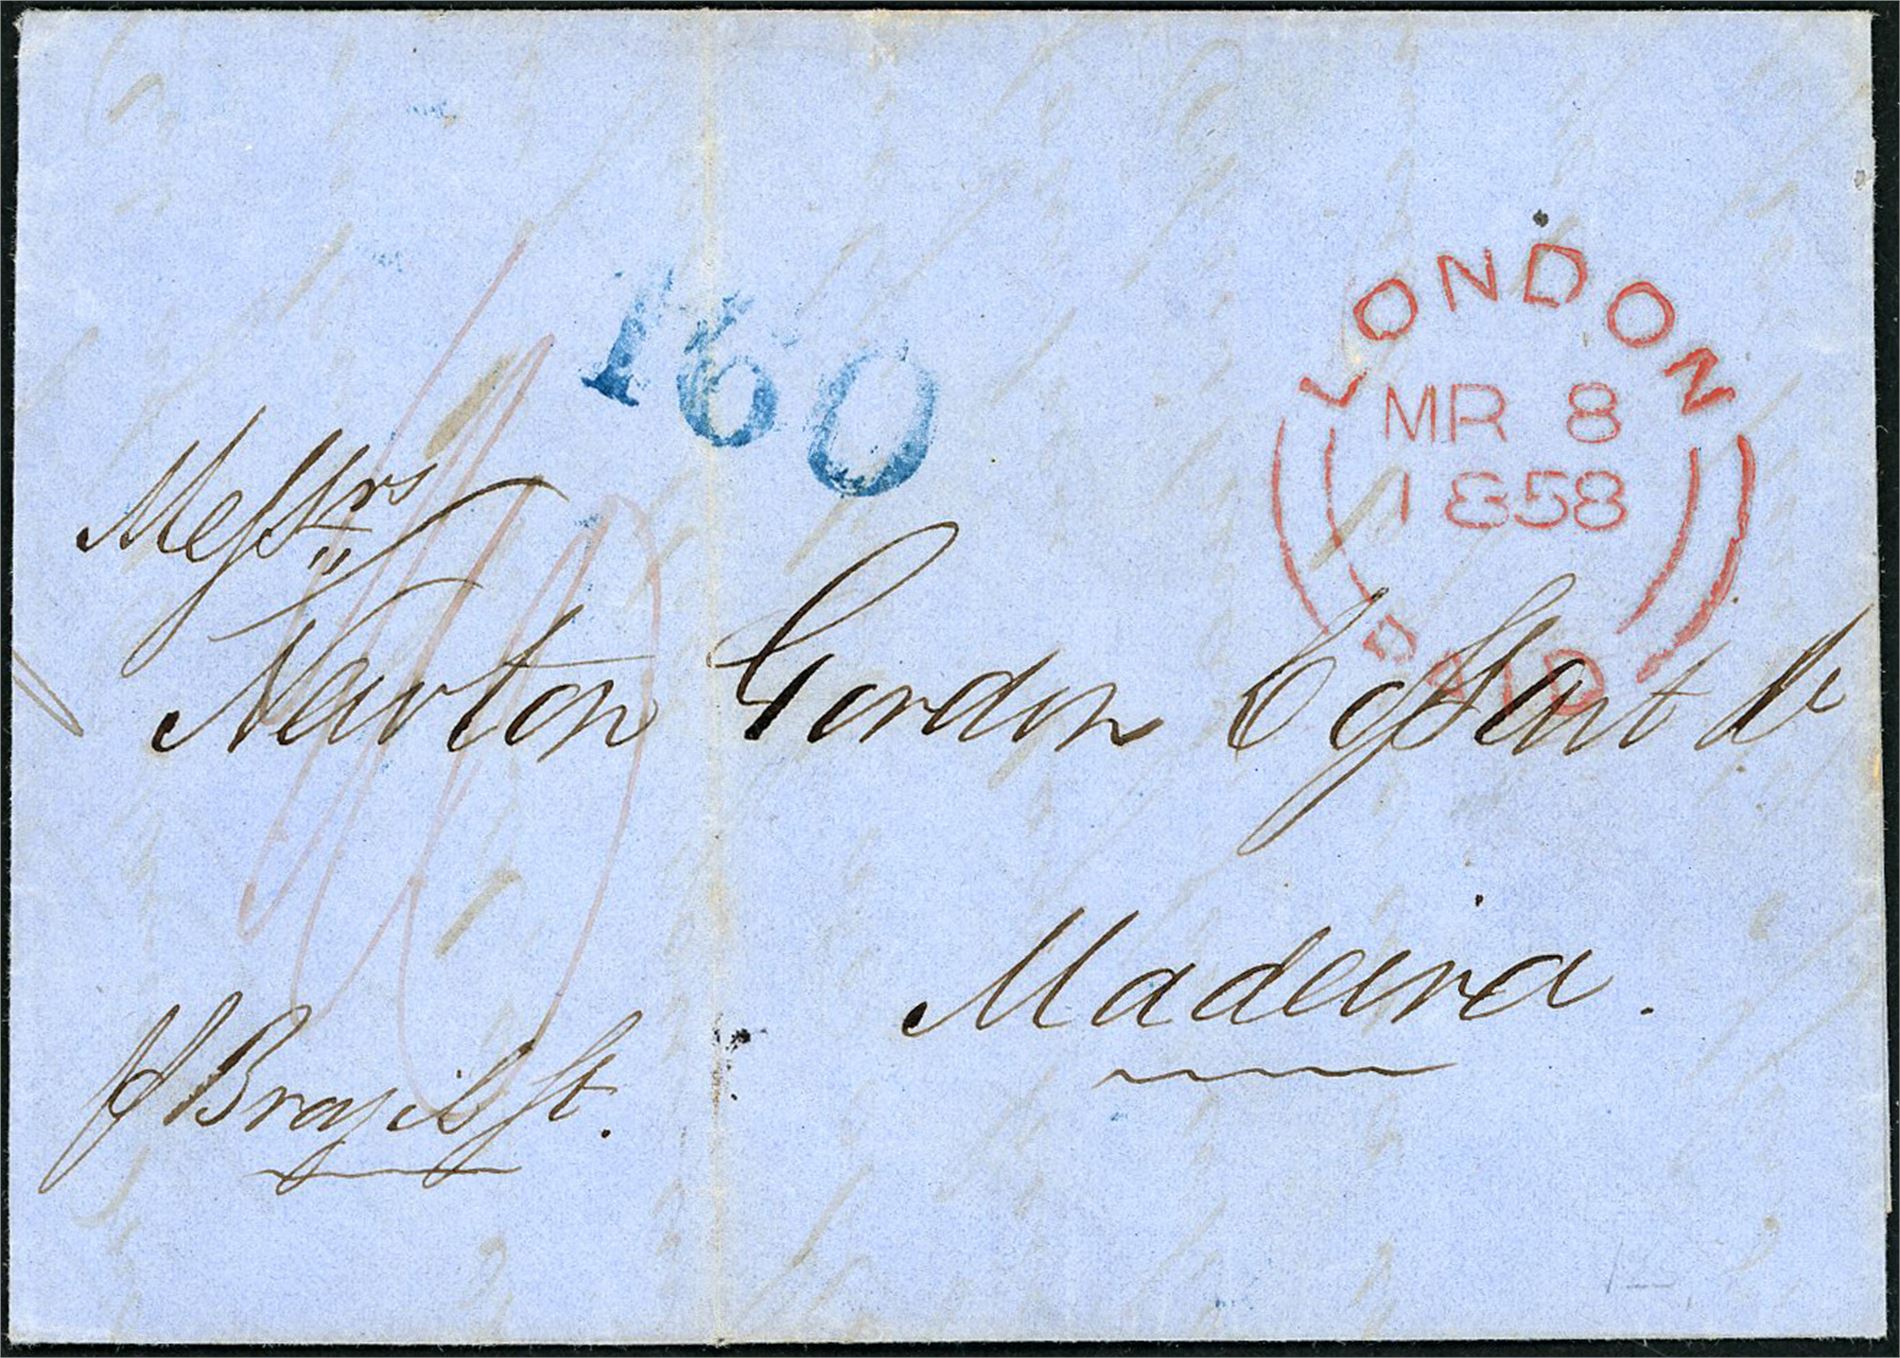 LONDON
MR 8
1858
PAID
160
Messrs
Newton Gordon Cossart &c
Madeira.
p Brazil St.